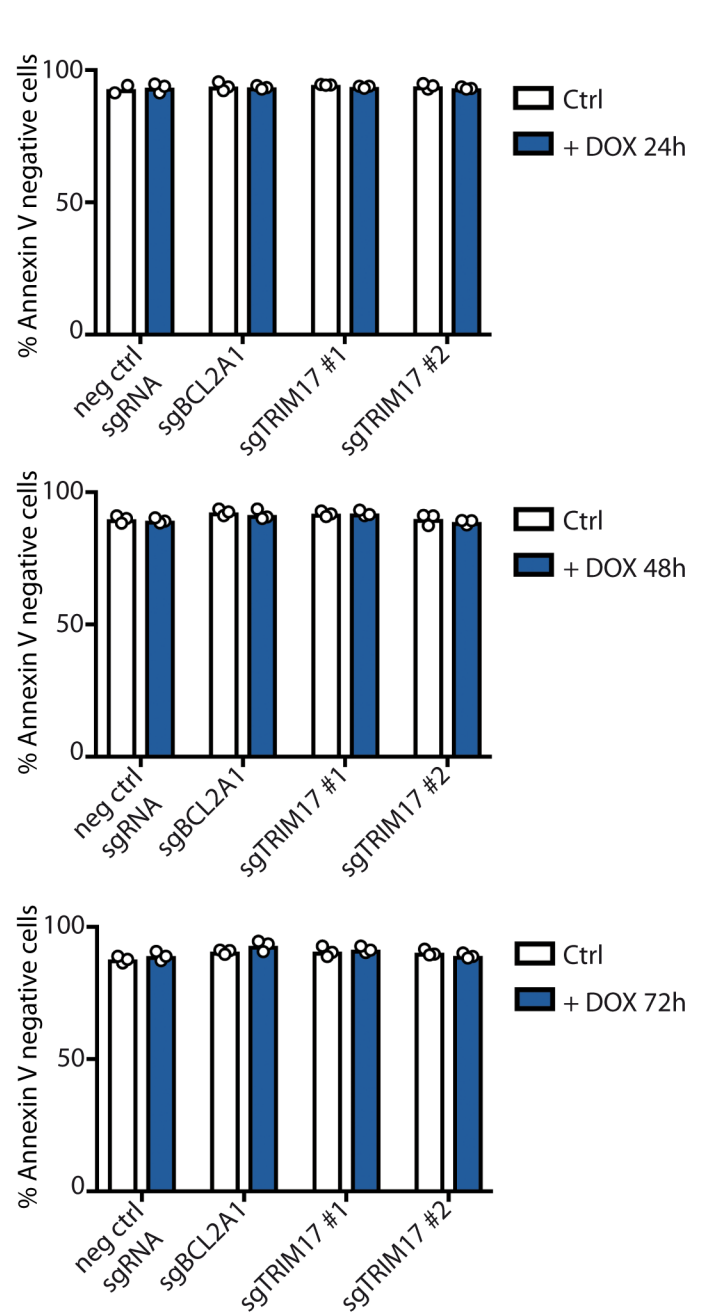 % Annexin V negative cells
100
50
0
neg ctrl
sgRNA
sgBCL2A1
sgTRIM17 #1
sgTRIM17 #2
Ctrl
+ DOX 24h
% Annexin V negative cells
100
50
0
neg ctrl
sgRNA
sgBCL2A1
sgTRIM17 #1
sgTRIM17 #2
Ctrl
+ DOX 48h
% Annexin V negative cells
100
50
0
neg ctrl
sgRNA
sgBCL2A1
sgTRIM17 #1
sgTRIM17 #2
Ctrl
+ DOX 72h